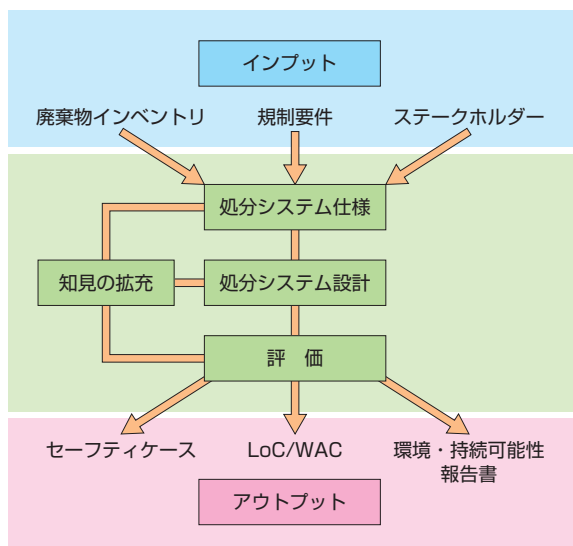 インプット
廃棄物インベントリ
規制要件
ステークホルダー
処分システム仕様
知見の拡充
処分システム設計
評　価
セーフティケース
LoC/WAC
環境・持続可能性
報告書
アウトプット